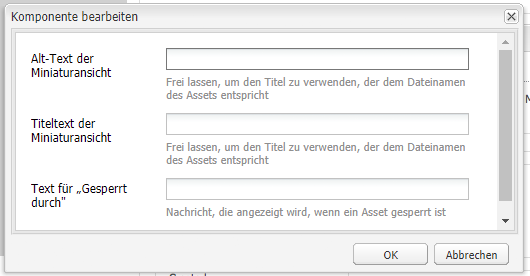 Komponente bearbeiten
Alt-Text der
Miniaturansicht
Frei lassen, um den Titel zu verwenden, der dem Dateinamen
des Assets entspricht
Titeltext der
Miniaturansicht
Frei lassen, um den Titel zu verwenden, der dem Dateinamen
des Assets entspricht
Text für „Gesperrt
durch"
Nachricht, die angezeigt wird, wenn ein Asset gesperrt ist
OK Abbrechen